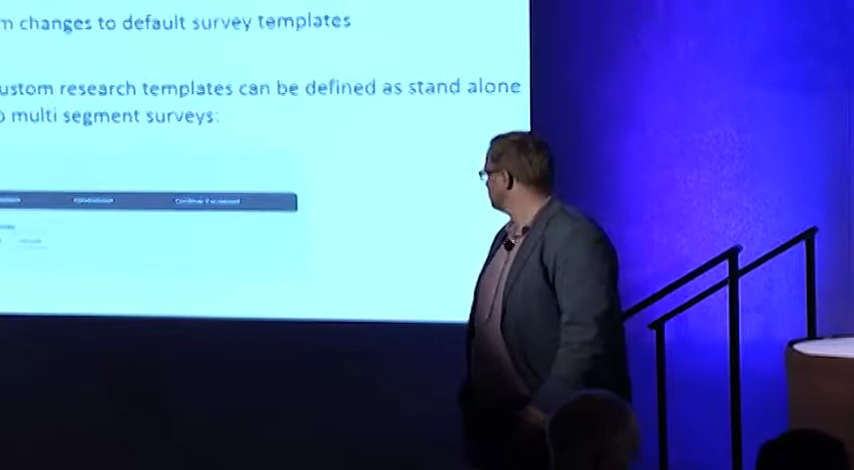 m changes to default survey templates
ustom research templates can be defined as stand alone
o multi segment surveys: